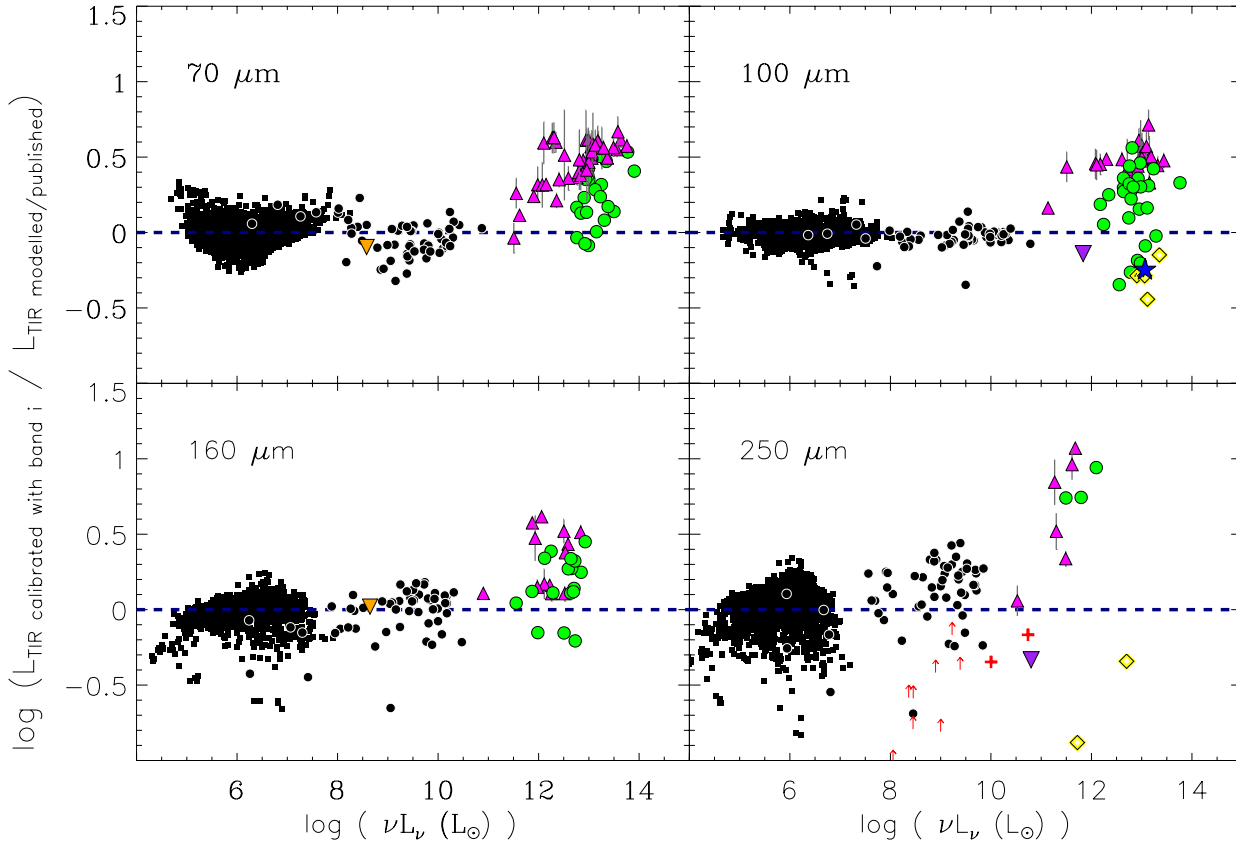 log (L_TIR calibrated with band i / L_TIR modelled/published)
1.5
1
0.5
0
−0.5
70 μm
100 μm
1.5
1
0.5
0
−0.5
160 μm
250 μm
6 8 10 12 14
6 8 10 12 14
log ( νL_ν (L_⊙) )
log ( νL_ν (L_⊙) )